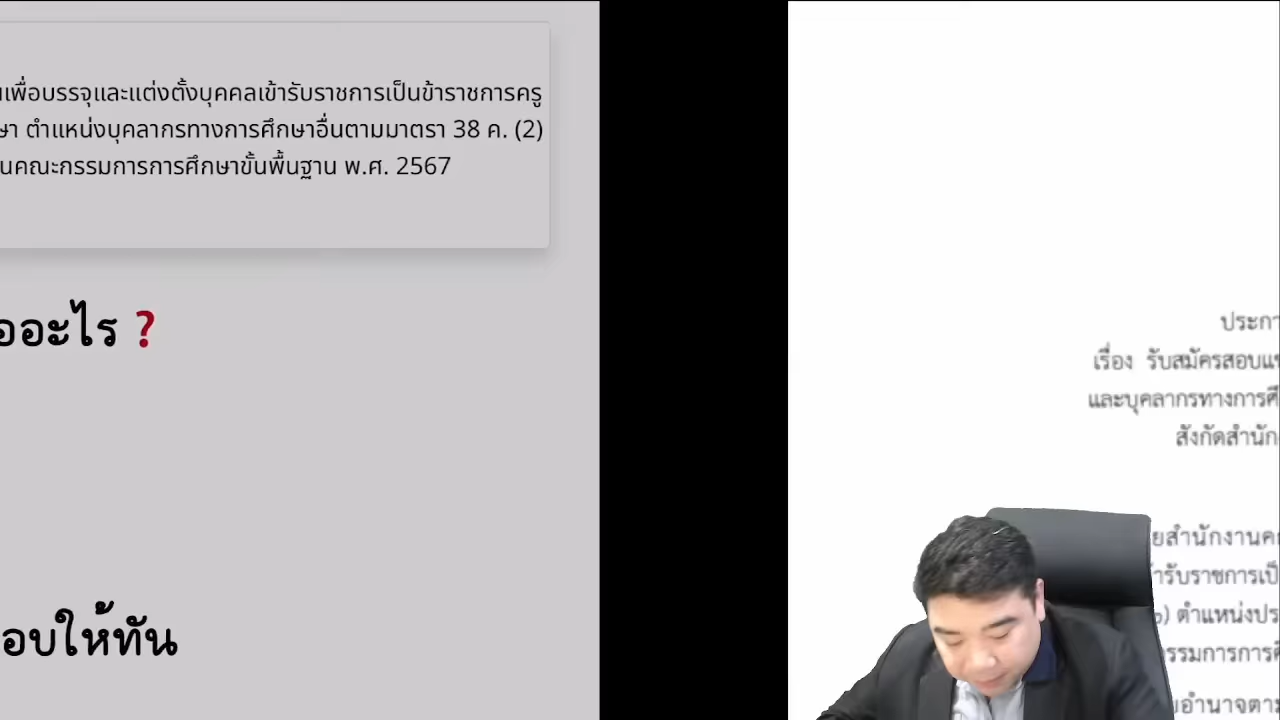 เพื่อบรรจุและแต่งตั้งบุคคลเข้ารับราชการเป็นข้าราชการครู
ตำแหน่งบุคลากรทางการศึกษาอื่นตามมาตรา 38 ค. (2)
คณะกรรมการการศึกษาขั้นพื้นฐาน พ.ศ. 2567
อะไร ?
ให้ทัน
ประกา
เรื่อง รับสมัครสอบแข
และบุคลากรทางการศึ
สังกัดสำนัก
ยสำนักงานค
ารับราชการเป็
๒) ตำแหน่งประ
รรมการการศึ
อำนาจตาม